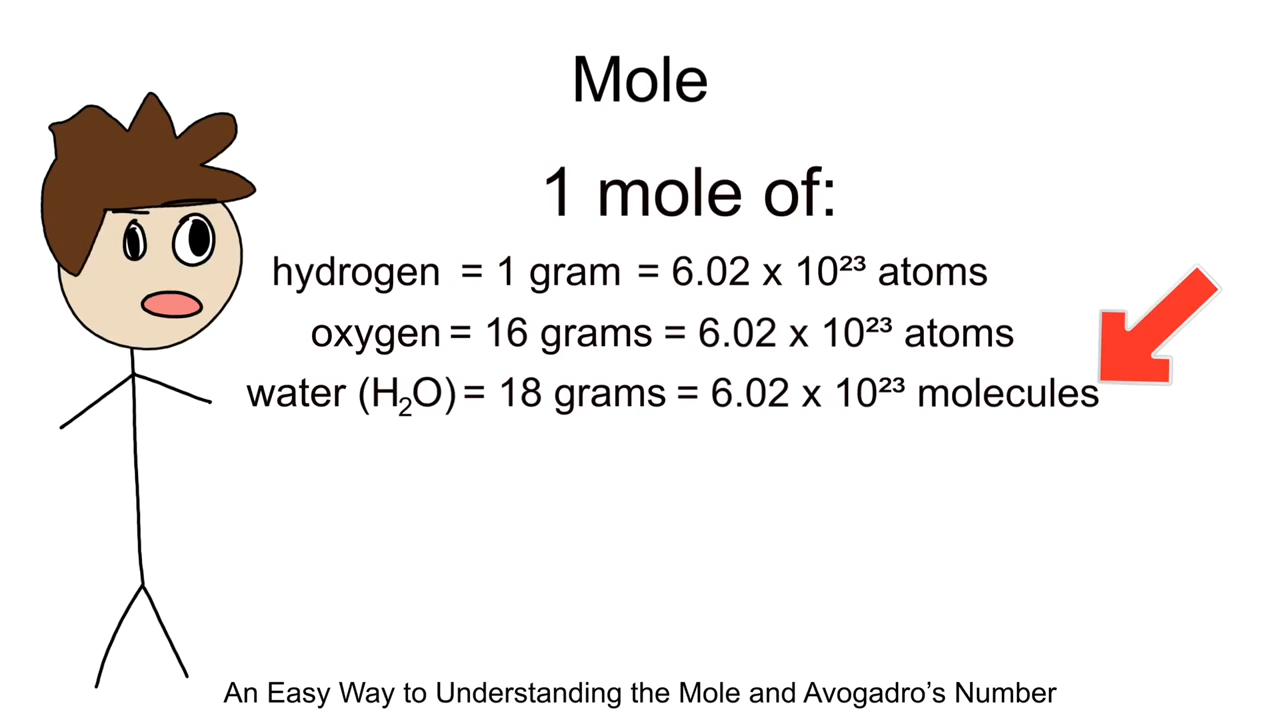 Mole
1 mole of:
hydrogen = 1 gram = 6.02 x 10²³ atoms
oxygen = 16 grams = 6.02 x 10²³ atoms
water (H₂O) = 18 grams = 6.02 x 10²³ molecules
An Easy Way to Understanding the Mole and Avogadro’s Number